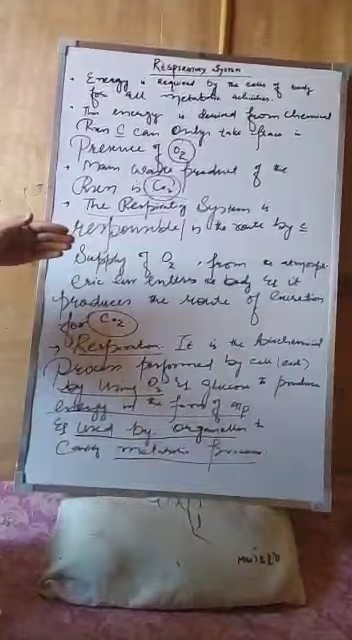 RESPIRATORY SYSTEM
• Energy is required by the cells of body
for all metabolic activities.
• This energy is derived from chemical
Rxn C̄ can only take place in
Presence of O2
• Main waste product of the
Rxn is Co2
→ The Respiratory System is
responsible / is the route by C̄
Supply of O2, from
enters body & it
produces the route of excretion
for Co2
→ Respiration: It is the biochemical
Process performed by cell
by using O2 & glucose to produce
energy in the form of ATP
& used by organelles to
Carry metabolic Process